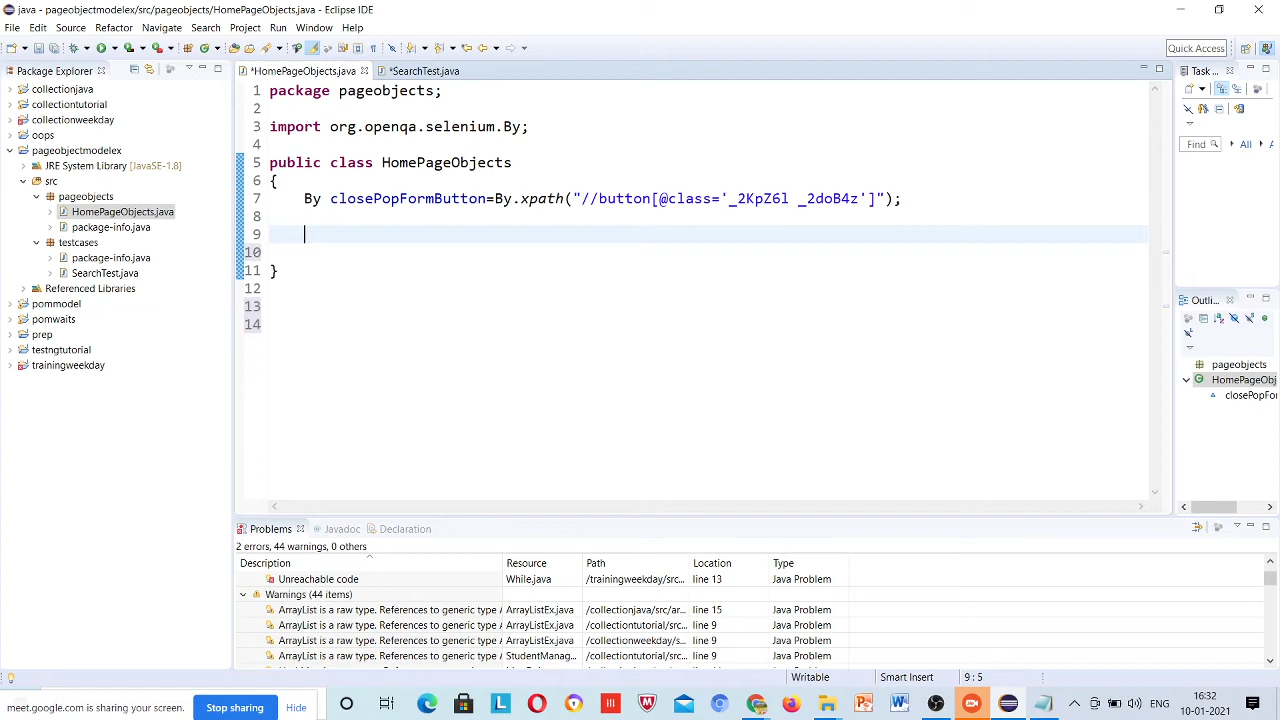 java - pageobjectmodelex/src/pageobjects/HomePageObjects.java - Eclipse IDE
File Edit Source Refactor Navigate Search Project Run Window Help
Quick Access
Package Explorer
*HomePageObjects.java
*SearchTest.java
Task ...
collectionjava
collectiontutorial
collectionweekday
oops
pageobjectmodelex
JRE System Library [JavaSE-1.8]
src
pageobjects
HomePageObjects.java
package-info.java
testcases
package-info.java
SearchTest.java
Referenced Libraries
pommodel
pomwaits
prep
testngtutorial
trainingweekday
1 package pageobjects;
2
3 import org.openqa.selenium.By;
4
5 public class HomePageObjects
6 {
7 By closePopFormButton=By.xpath("//button[@class='_2KpZ6l _2doB4z']");
8
9
10
11 }
12
13
14
Find All A
Outli...
pageobjects
HomePageObj
closePopFor
Problems Javadoc Declaration
2 errors, 44 warnings, 0 others
Description Resource Path Location Type
Unreachable code While.java /trainingweekday/src... line 13 Java Problem
Warnings (44 items)
ArrayList is a raw type. References to generic type A ArrayListEx.java /collectionjava/src/ar... line 15 Java Problem
ArrayList is a raw type. References to generic type A ArrayListEx.java /collectiontutorial/src... line 9 Java Problem
ArrayList is a raw type. References to generic type A ArrayListEx.java /collectionweekday/s... line 9 Java Problem
ArrayList is a raw type. References to generic type A StudentManag... /collectiontutorial/src... line 9 Java Problem
Writable Smart Insert 9 : 5
meet.google.com is sharing your screen. Stop sharing Hide
ENG
16:32
10-01-2021